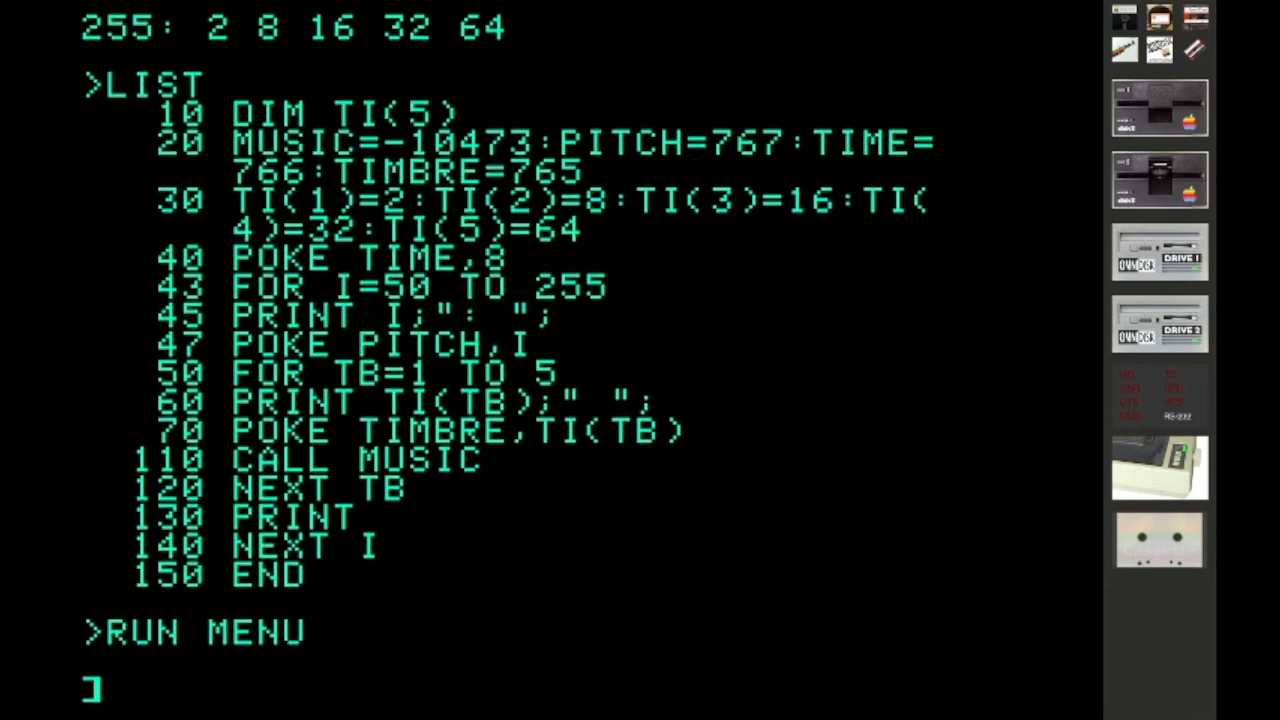 255: 2 8 16 32 64
>LIST
10 DIM TI(5)
20 MUSIC=-10473:PITCH=767:TIME=
766:TIMBRE=765
30 TI(1)=2:TI(2)=8:TI(3)=16:TI(
4)=32:TI(5)=64
40 POKE TIME,8
43 FOR I=50 TO 255
45 PRINT I;": ";
47 POKE PITCH,I
50 FOR TB=1 TO 5
60 PRINT TI(TB);" ";
70 POKE TIMBRE,TI(TB)
110 CALL MUSIC
120 NEXT TB
130 PRINT
140 NEXT I
150 END
>RUN MENU
]
DRIVE 1
DRIVE 2
RS-232